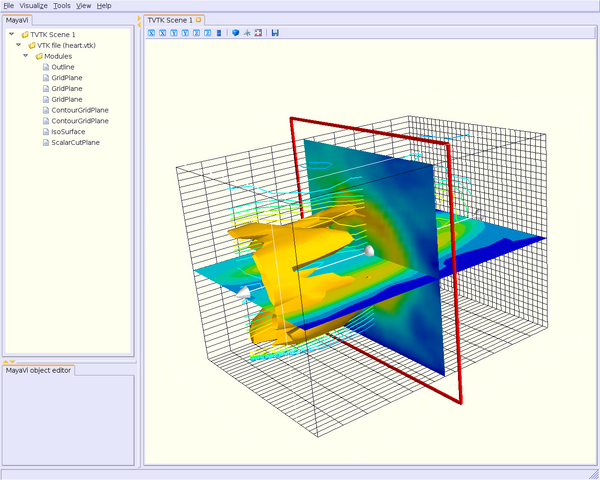 File Visualize Tools View Help
MayaVi
TVTK Scene 1
TVTK Scene 1
VTK file (heart.vtk)
Modules
Outline
GridPlane
GridPlane
GridPlane
ContourGridPlane
ContourGridPlane
IsoSurface
ScalarCutPlane
MayaVi object editor